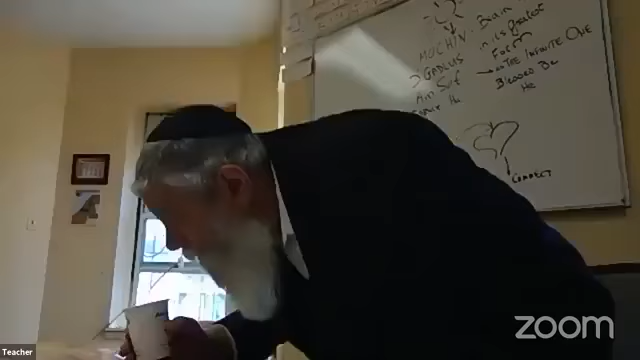 MOCHIN - Brain
in its Greatest
D'GADLUS Form
Ain Sof → THE INFINITE ONE
Blessed Be
He
CONNECT
zoom
Teacher